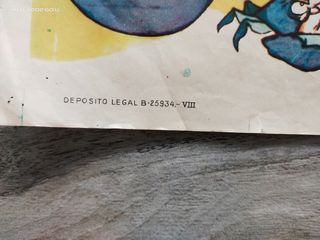 DEPOSITO LEGAL B-25934.- VIII